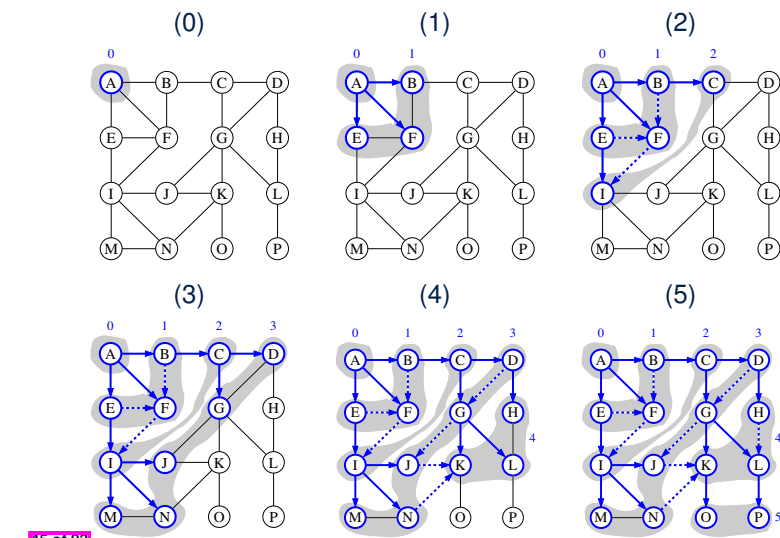 (0) (1) (2)
0 0 1 0 1 2
A B C D A B C D A B C D
E F G H E F G H E F G H
I J K L I J K L I J K L
M N O P M N O P M N O P
(3) (4) (5)
0 1 2 3 0 1 2 3 0 1 2 3
A B C D A B C D A B C D
E F G H E F G H E F G H
4 4
I J K L I J K L I J K L
M N O P M N O P M N O P 5